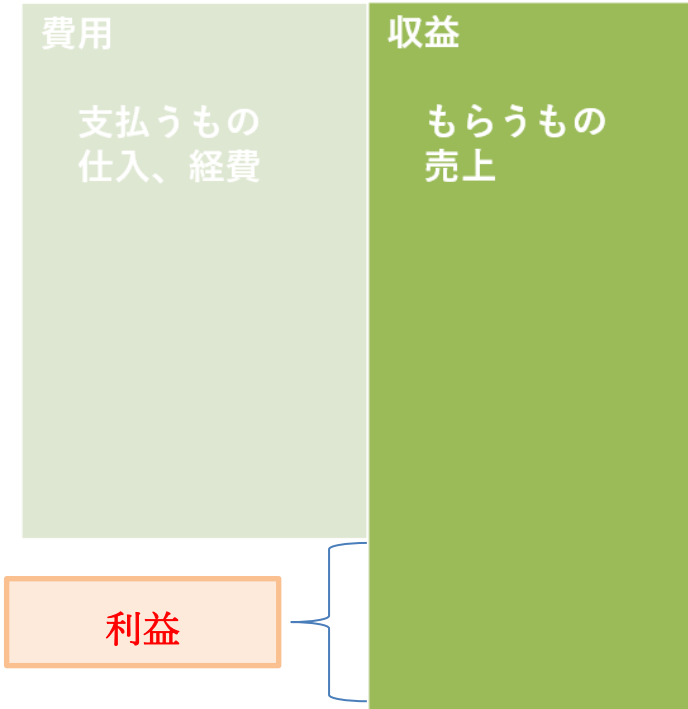 費用
支払うもの
仕入、経費
収益
もらうもの
売上
利益